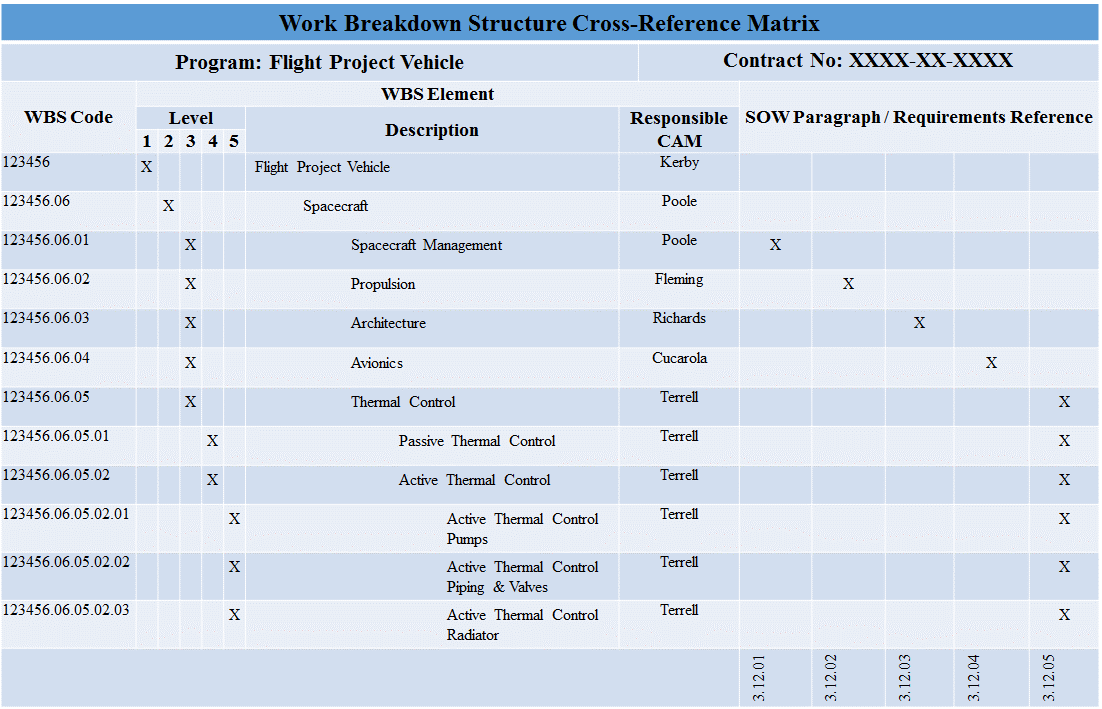 Work Breakdown Structure Cross-Reference Matrix
Program: Flight Project Vehicle
Contract No: XXXX-XX-XXXX
WBS Code
WBS Element
SOW Paragraph / Requirements Reference
Level
Description
Responsible
CAM
1 2 3 4 5
123456 X Flight Project Vehicle Kerby
123456.06 X Spacecraft Poole
123456.06.01 X Spacecraft Management Poole X
123456.06.02 X Propulsion Fleming X
123456.06.03 X Architecture Richards X
123456.06.04 X Avionics Cucarola X
123456.06.05 X Thermal Control Terrell X
123456.06.05.01 X Passive Thermal Control Terrell X
123456.06.05.02 X Active Thermal Control Terrell X
123456.06.05.02.01 X Active Thermal Control Terrell X
Pumps
123456.06.05.02.02 X Active Thermal Control Terrell X
Piping & Valves
123456.06.05.02.03 X Active Thermal Control Terrell X
Radiator
3.12.01
3.12.02
3.12.03
3.12.04
3.12.05